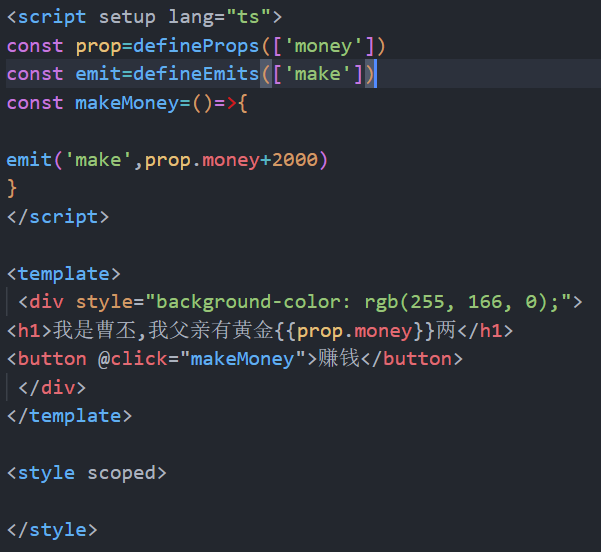 <script setup lang="ts">
const prop=defineProps(['money'])
const emit=defineEmits(['make'])
const makeMoney=()=>{
emit('make',prop.money+2000)
}
</script>
<template>
<div style="background-color: rgb(255, 166, 0);">
<h1>我是曹丕,我父亲有黄金{{prop.money}}两</h1>
<button @click="makeMoney">赚钱</button>
</div>
</template>
<style scoped>
</style>